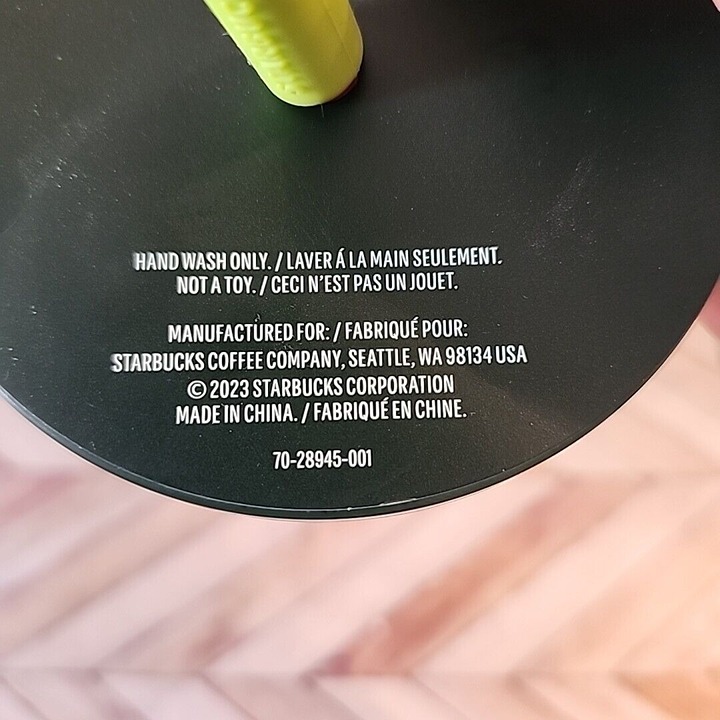 HAND WASH ONLY. / LAVER Á LA MAIN SEULEMENT.
NOT A TOY. / CECI N'EST PAS UN JOUET.
MANUFACTURED FOR: / FABRIQUÉ POUR:
STARBUCKS COFFEE COMPANY, SEATTLE, WA 98134 USA
© 2023 STARBUCKS CORPORATION
MADE IN CHINA. / FABRIQUÉ EN CHINE.
70-28945-001